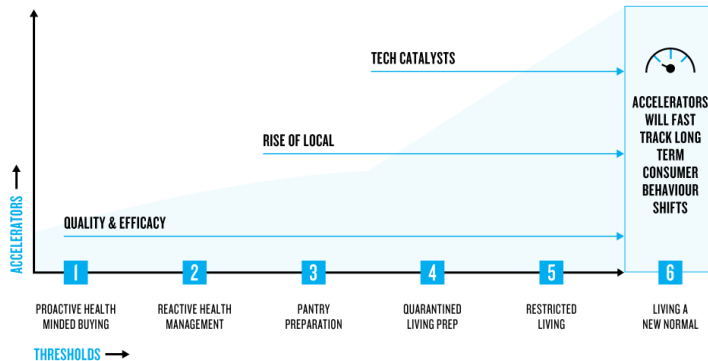 TECH CATALYSTS
ACCELERATORS
WILL FAST
TRACK LONG
TERM
CONSUMER
BEHAVIOUR
SHIFTS
RISE OF LOCAL
QUALITY & EFFICACY
ACCELERATORS
1
2
3
4
5
6
PROACTIVE HEALTH
MINDED BUYING
REACTIVE HEALTH
MANAGEMENT
PANTRY
PREPARATION
QUARANTINED
LIVING PREP
RESTRICTED
LIVING
LIVING A
NEW NORMAL
THRESHOLDS